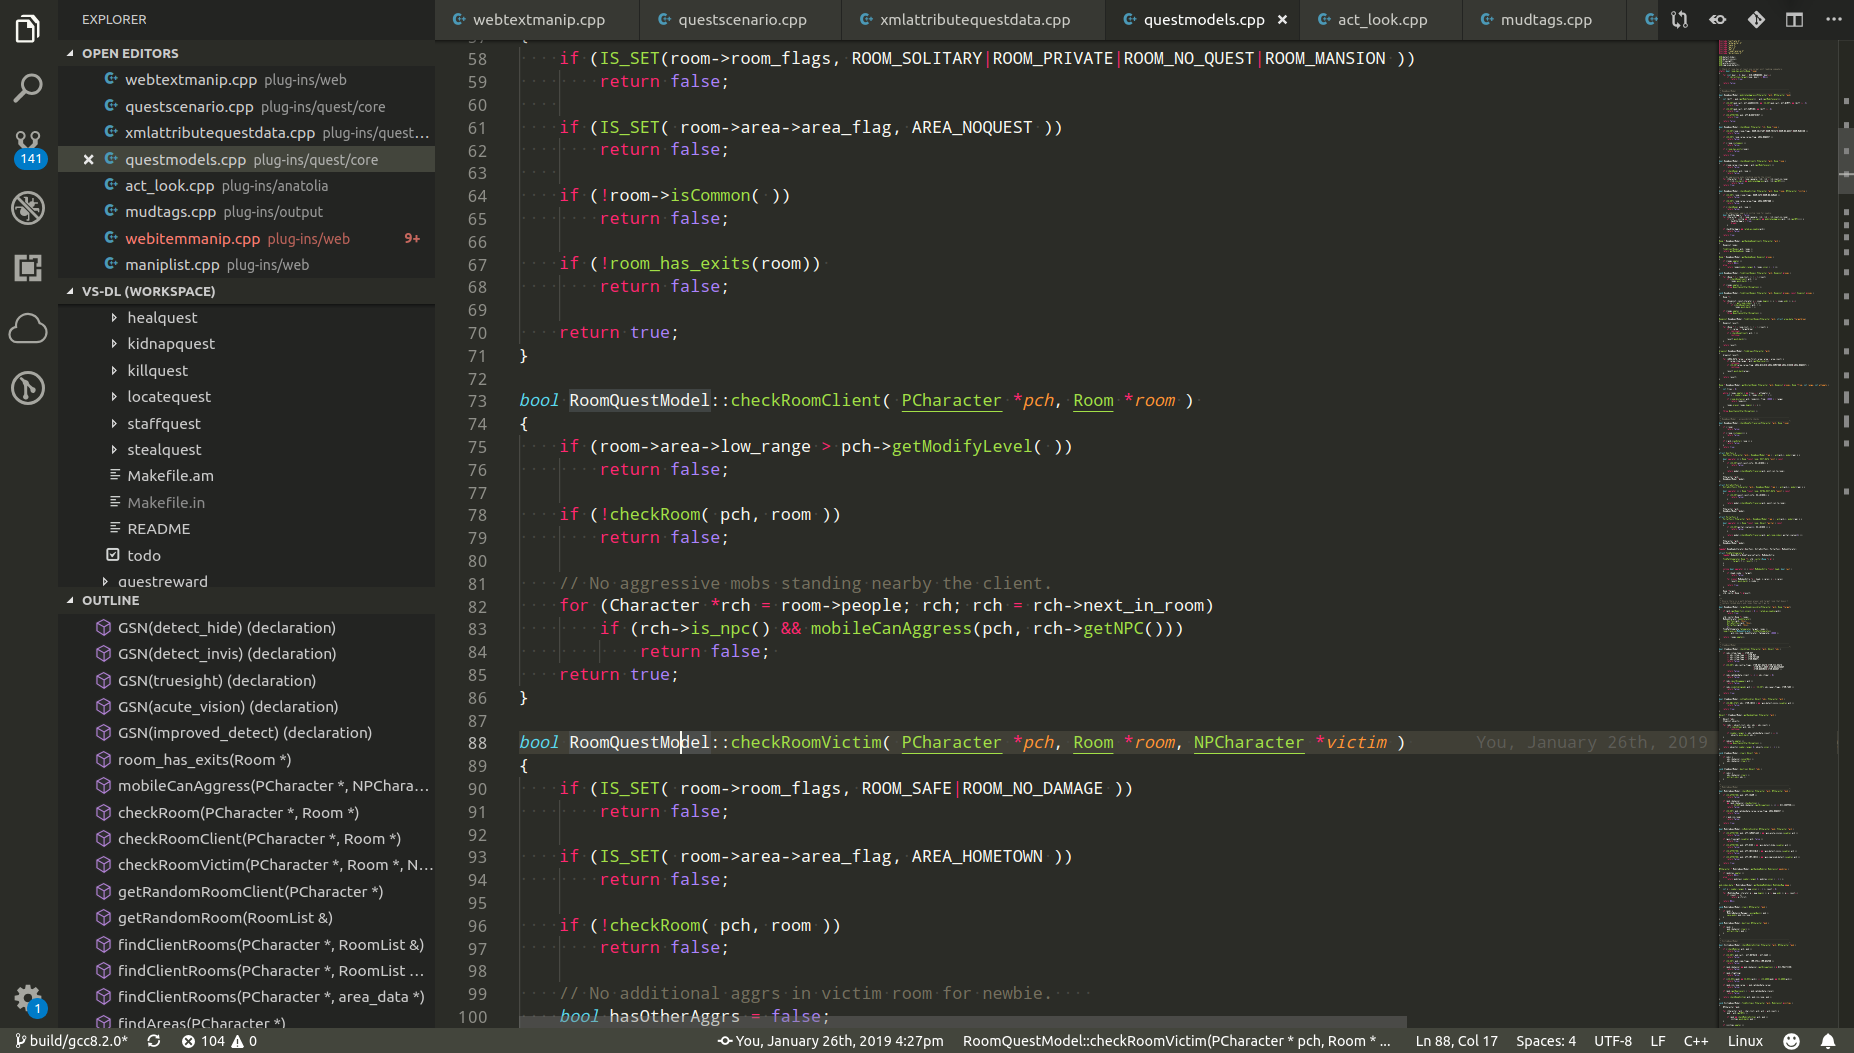 EXPLORER
OPEN EDITORS
webtextmanip.cpp plug-ins/web
questscenario.cpp plug-ins/quest/core
xmlattributequestdata.cpp plug-ins/quest...
questmodels.cpp plug-ins/quest/core
act_look.cpp plug-ins/anatolia
mudtags.cpp plug-ins/output
webitemmanip.cpp plug-ins/web 9+
maniplist.cpp plug-ins/web
141
VS-DL (WORKSPACE)
healquest
kidnapquest
killquest
locatequest
staffquest
stealquest
Makefile.am
Makefile.in
README
todo
questreward
OUTLINE
GSN(detect_hide) (declaration)
GSN(detect_invis) (declaration)
GSN(truesight) (declaration)
GSN(acute_vision) (declaration)
GSN(improved_detect) (declaration)
room_has_exits(Room *)
mobileCanAggress(PCharacter *, NPChara...
checkRoom(PCharacter *, Room *)
checkRoomClient(PCharacter *, Room *)
checkRoomVictim(PCharacter *, Room *, N...
getRandomRoomClient(PCharacter *)
getRandomRoom(RoomList &)
findClientRooms(PCharacter *, RoomList &)
findClientRooms(PCharacter *, RoomList ...
findClientRooms(PCharacter *, area_data *)
findAreas(PCharacter *)
1
webtextmanip.cpp questscenario.cpp xmlattributequestdata.cpp questmodels.cpp act_look.cpp mudtags.cpp
57 {
58 if (IS_SET(room->room_flags, ROOM_SOLITARY|ROOM_PRIVATE|ROOM_NO_QUEST|ROOM_MANSION ))
59 return false;
60
61 if (IS_SET( room->area->area_flag, AREA_NOQUEST ))
62 return false;
63
64 if (!room->isCommon( ))
65 return false;
66
67 if (!room_has_exits(room))
68 return false;
69
70 return true;
71 }
72
73 bool RoomQuestModel::checkRoomClient( PCharacter *pch, Room *room )
74 {
75 if (room->area->low_range > pch->getModifyLevel( ))
76 return false;
77
78 if (!checkRoom( pch, room ))
79 return false;
80
81 // No aggressive mobs standing nearby the client.
82 for (Character *rch = room->people; rch; rch = rch->next_in_room)
83 if (rch->is_npc() && mobileCanAggress(pch, rch->getNPC()))
84 return false;
85 return true;
86 }
87
88 bool RoomQuestModel::checkRoomVictim( PCharacter *pch, Room *room, NPCharacter *victim ) You, January 26th, 2019
89 {
90 if (IS_SET( room->room_flags, ROOM_SAFE|ROOM_NO_DAMAGE ))
91 return false;
92
93 if (IS_SET( room->area->area_flag, AREA_HOMETOWN ))
94 return false;
95
96 if (!checkRoom( pch, room ))
97 return false;
98
99 // No additional aggrs in victim room for newbie.
100 bool hasOtherAggrs = false;
build/gcc8.2.0* 104 0 You, January 26th, 2019 4:27pm RoomQuestModel::checkRoomVictim(PCharacter * pch, Room * ... Ln 88, Col 17 Spaces: 4 UTF-8 LF C++ Linux